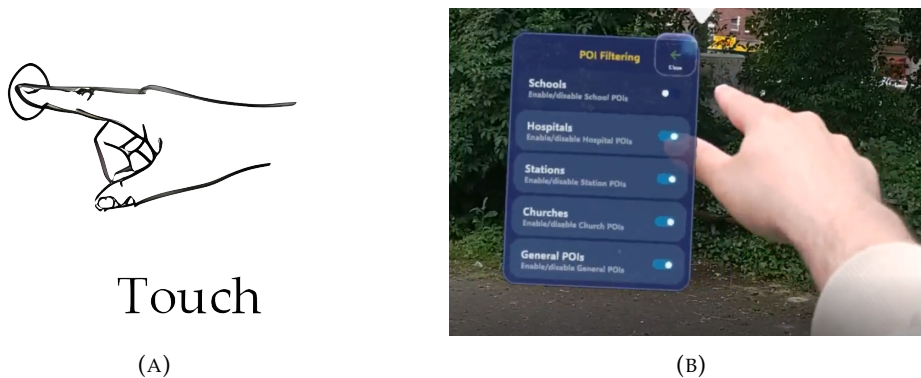 Touch
(A)
POI Filtering
Schools
Enable/disable School POIs
Hospitals
Enable/disable Hospital POIs
Stations
Enable/disable Station POIs
Churches
Enable/disable Church POIs
General POIs
Enable/disable General POIs
(B)